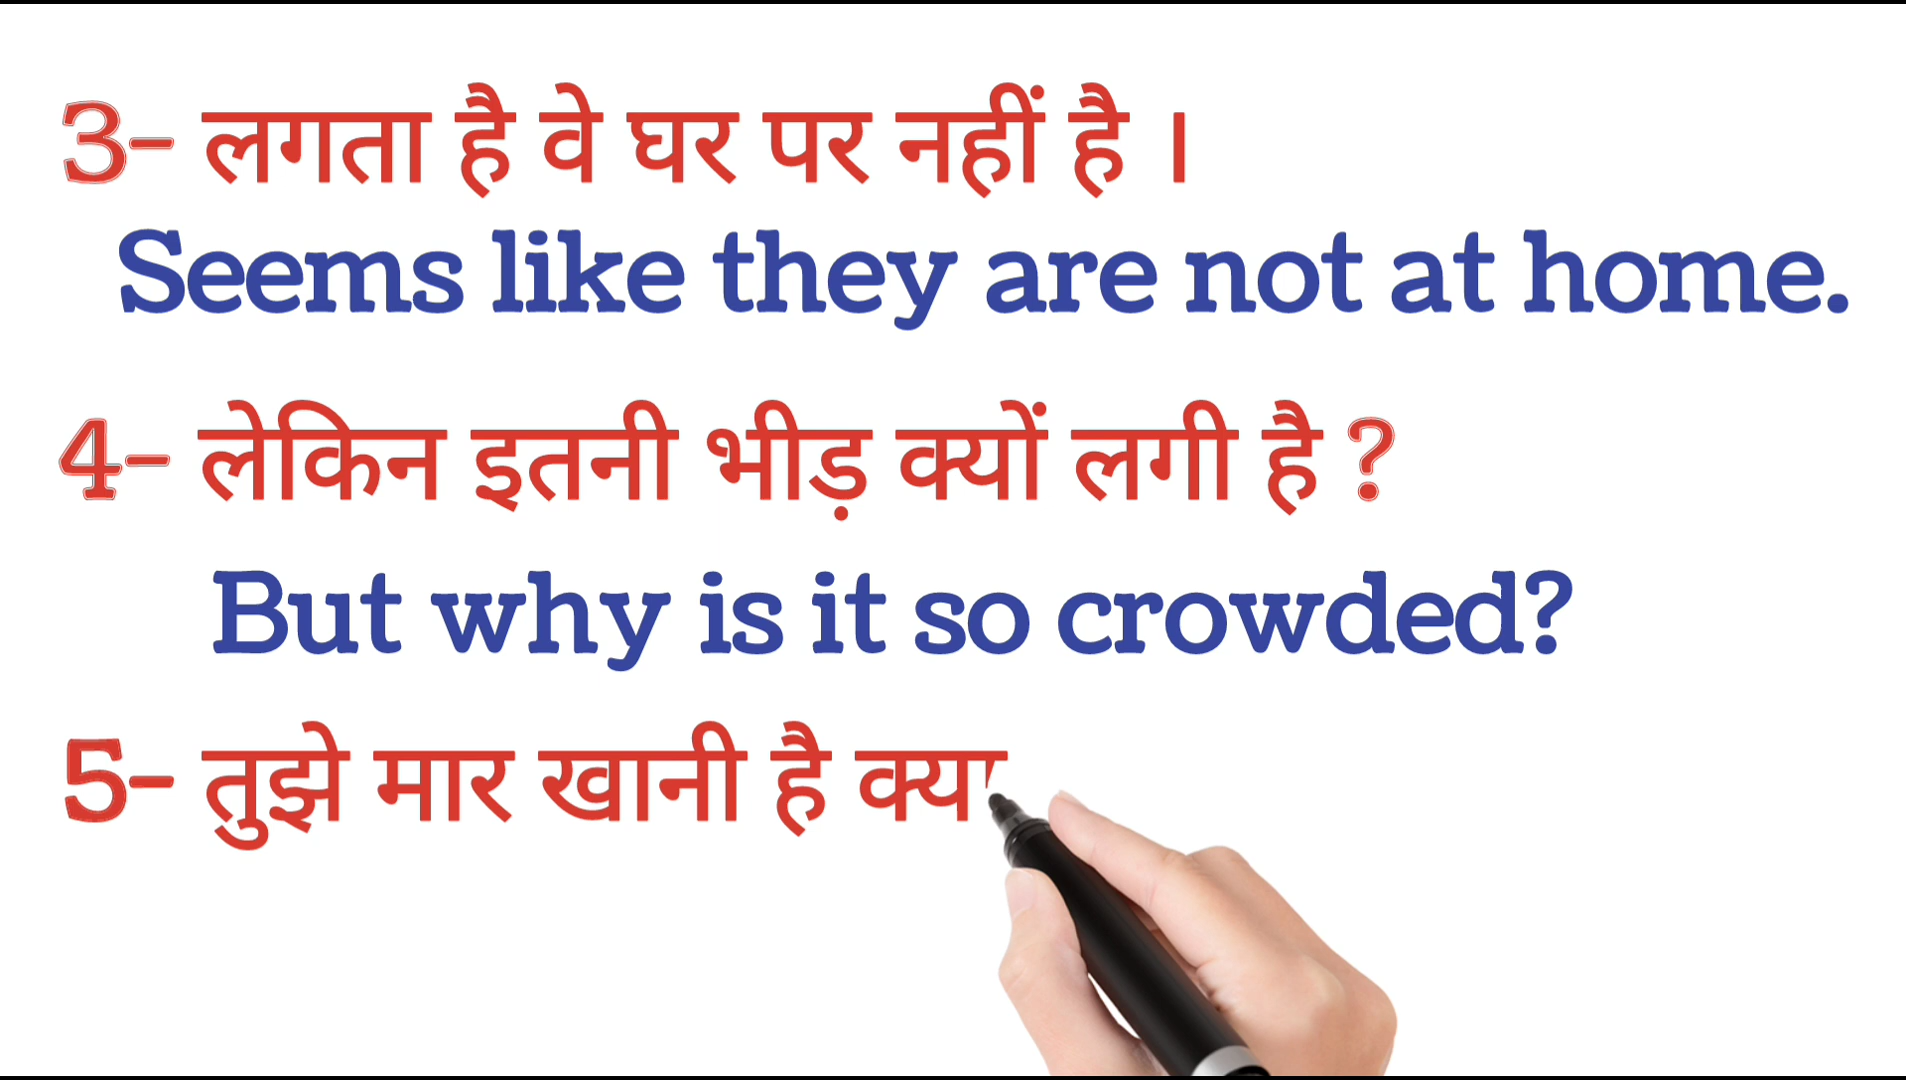 3- लगता है वे घर पर नहीं है ।
Seems like they are not at home.
4- लेकिन इतनी भीड़ क्यों लगी है ?
But why is it so crowded?
5- तुझे मार खानी है क्या